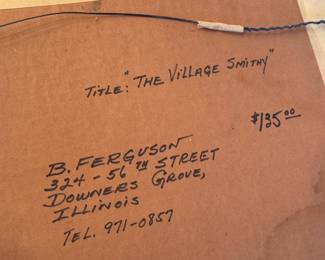 Title: "The Village Smithy"
$135.00
B. Ferguson
324-56th Street
Downers Grove,
Illinois
Tel. 971-0857